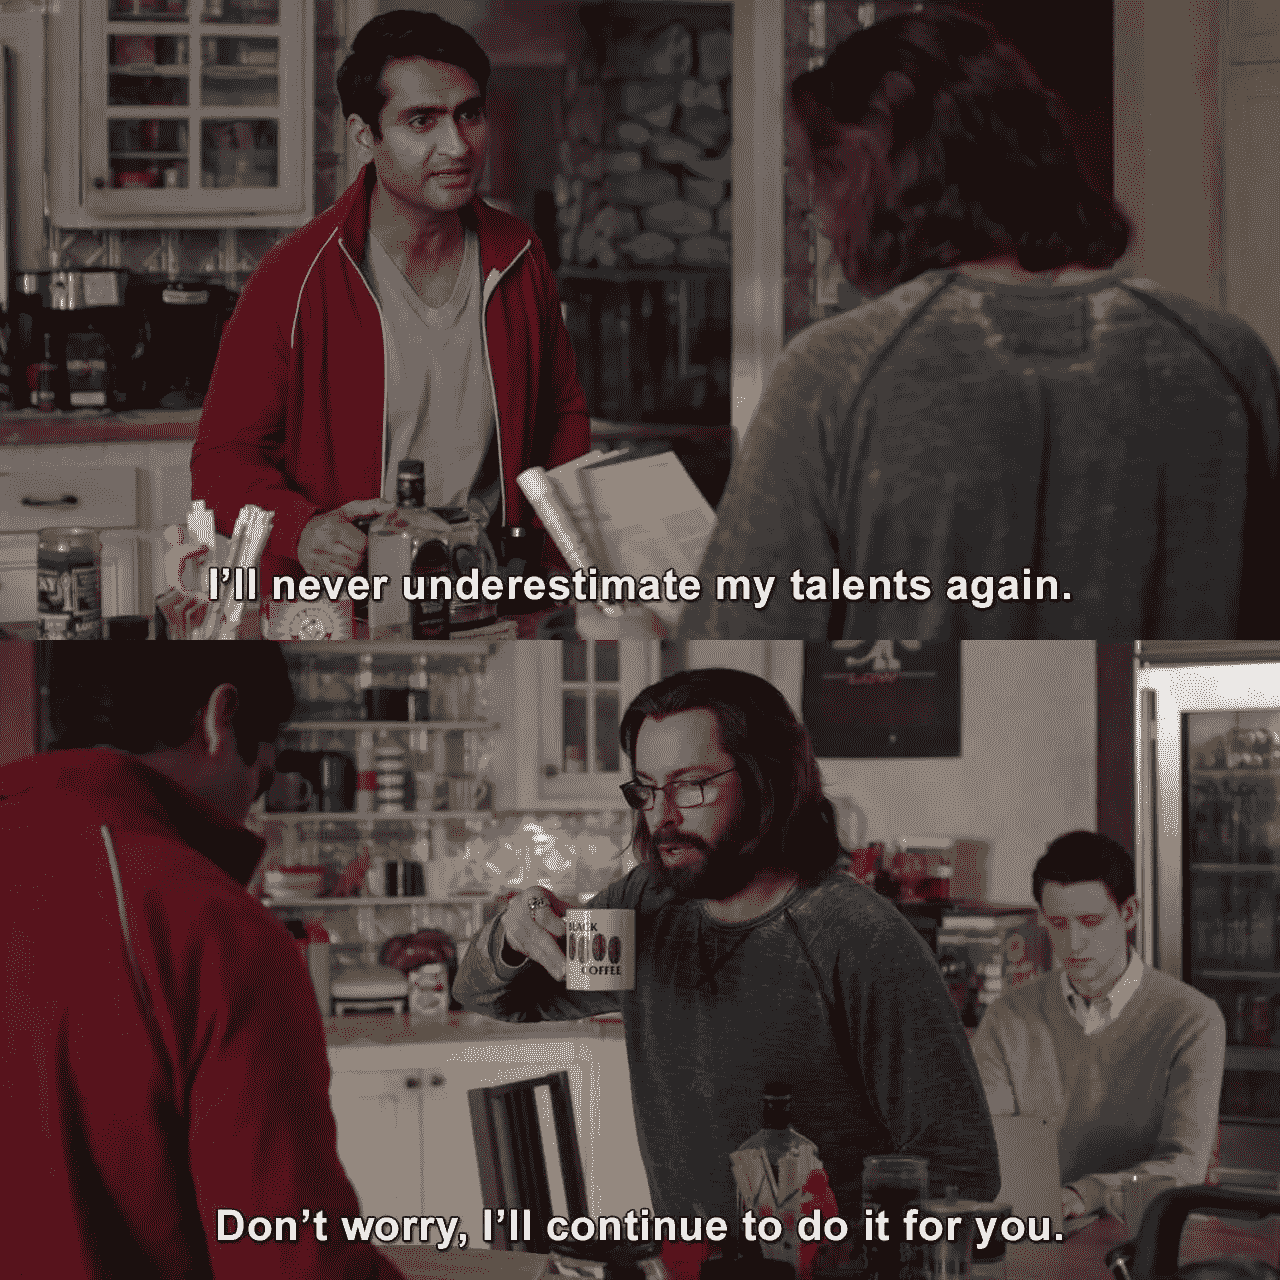 I'll never underestimate my talents again.
BLACK
COFFEE
Don't worry, I'll continue to do it for you.